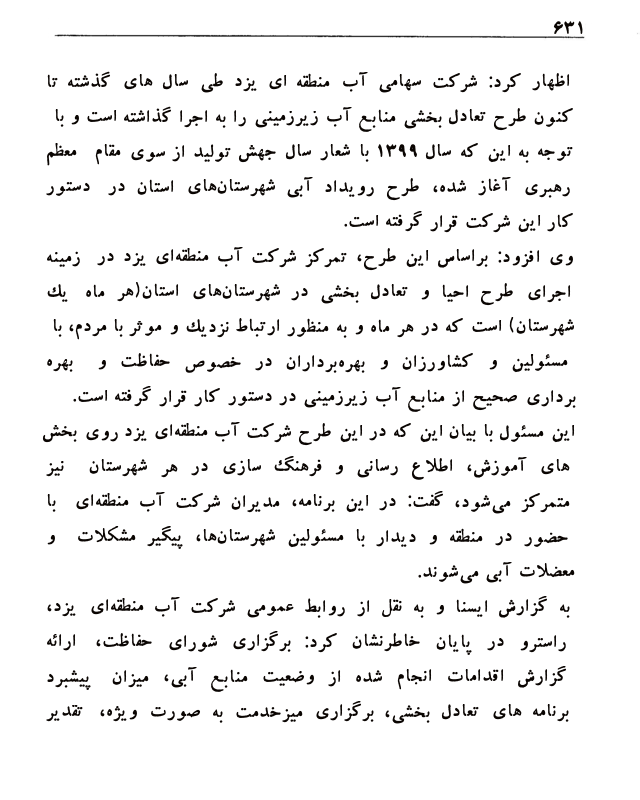 ۶۳۱
اظهار کرد: شرکت سهامی آب منطقه ای یزد طی سال های گذشته تا
کنون طرح تعادل بخشی منابع آب زیرزمینی را به اجرا گذاشته است و با
توجه به این که سال ۱۳۹۹ با شعار سال جهش تولید از سوی مقام معظم
رهبری آغاز شده، طرح رویداد آبی شهرستان‌های استان در دستور
کار این شرکت قرار گرفته است.
وی افزود: براساس این طرح، تمرکز شرکت آب منطقه‌ای یزد در زمینه
اجرای طرح احیا و تعادل بخشی در شهرستان‌های استان(هر ماه یك
شهرستان) است که در هر ماه و به منظور ارتباط نزدیك و موثر با مردم، با
مسئولین و کشاورزان و بهره‌برداران در خصوص حفاظت و بهره
برداری صحیح از منابع آب زیرزمینی در دستور کار قرار گرفته است.
این مسئول با بیان این که در این طرح شرکت آب منطقه‌ای یزد روی بخش
های آموزش، اطلاع رسانی و فرهنگ سازی در هر شهرستان نیز
متمرکز می‌شود، گفت: در این برنامه، مدیران شرکت آب منطقه‌ای با
حضور در منطقه و دیدار با مسئولین شهرستان‌ها، پیگیر مشکلات و
معضلات آبی می‌شوند.
به گزارش ایسنا و به نقل از روابط عمومی شرکت آب منطقه‌ای یزد،
راسترو در پایان خاطرنشان کرد: برگزاری شورای حفاظت، ارائه
گزارش اقدامات انجام شده از وضعیت منابع آبی، میزان پیشبرد
برنامه های تعادل بخشی، برگزاری میزخدمت به صورت ویژه، تقدیر